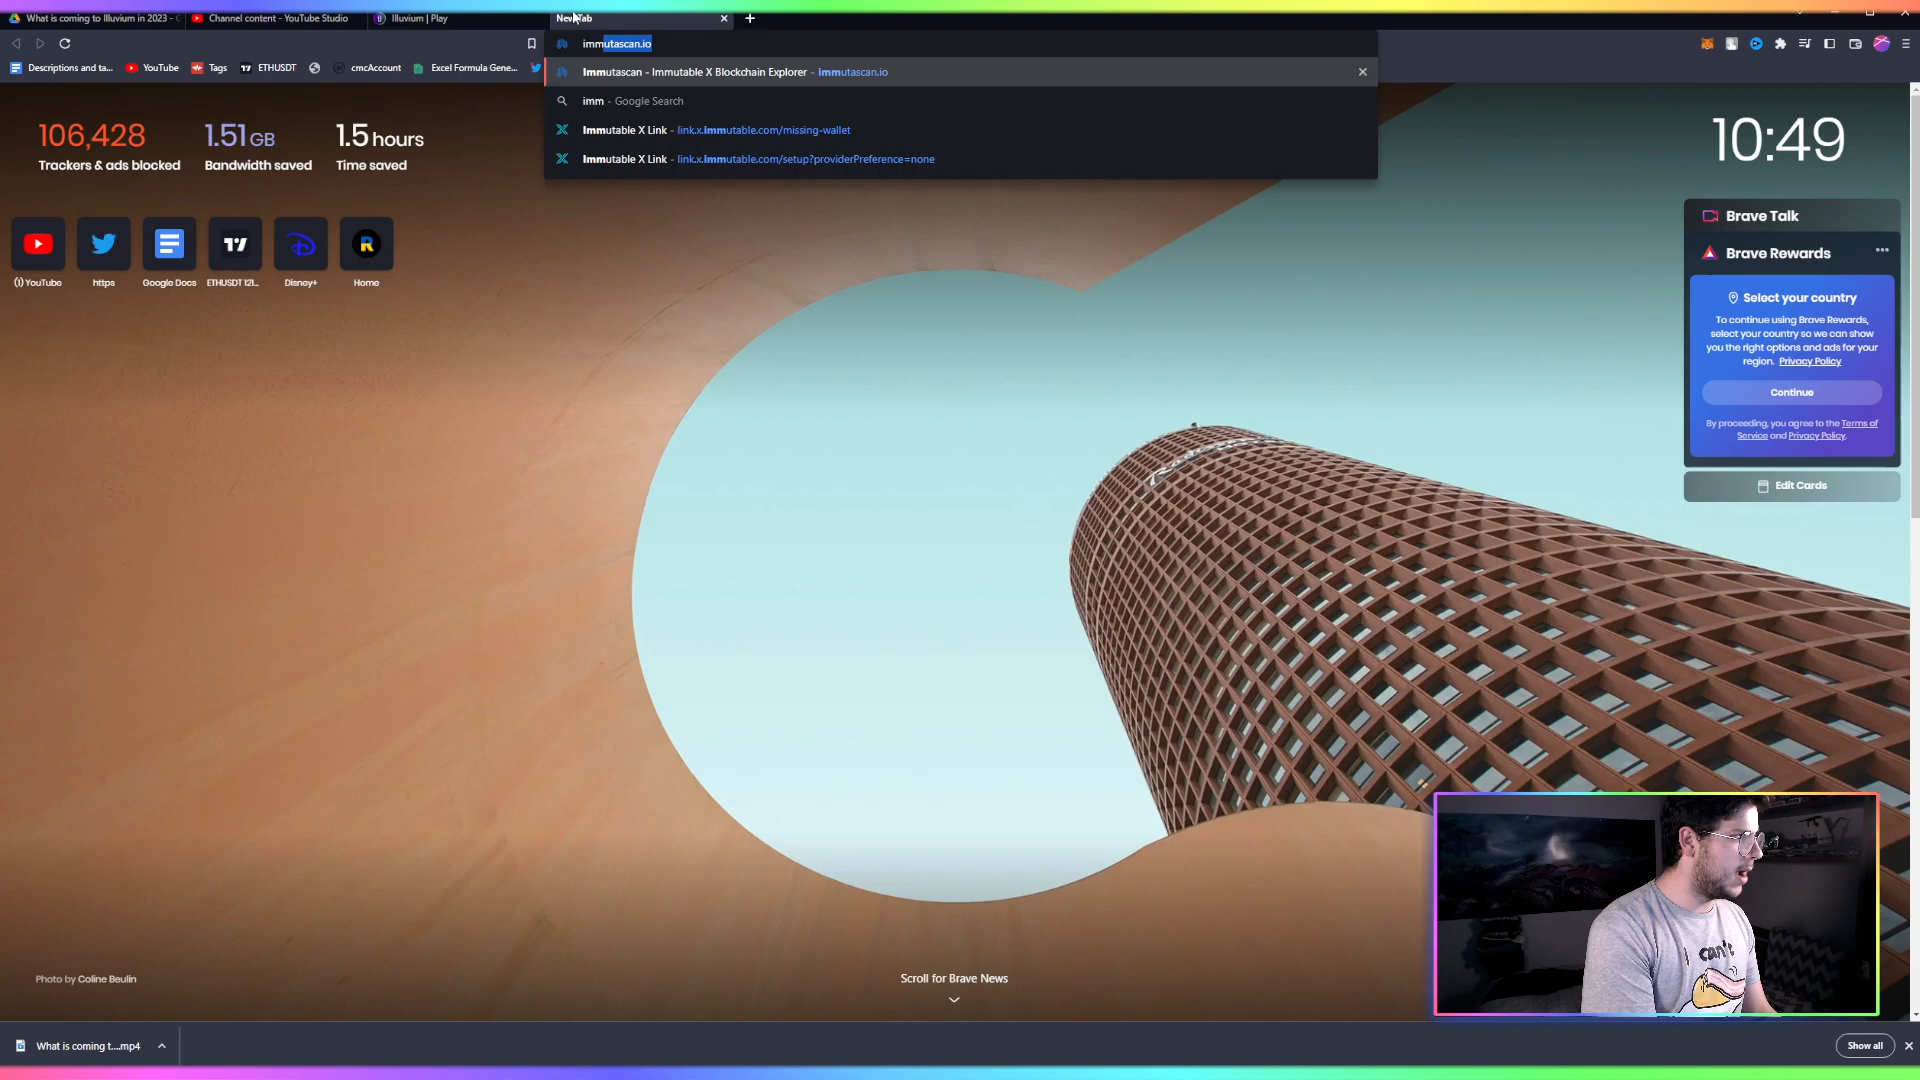 What is coming to Illuvium in 2023 -
Channel content - YouTube Studio
Illuvium | Play
New Tab
immutascan.io
Descriptions and ta...
YouTube
Tags
ETHUSDT
cmcAccount
Excel Formula Gene...
Immutascan - Immutable X Blockchain Explorer - immutascan.io
imm - Google Search
Immutable X Link - link.x.immutable.com/missing-wallet
Immutable X Link - link.x.immutable.com/setup?providerPreference=none
106,428
Trackers & ads blocked
1.51GB
Bandwidth saved
1.5 hours
Time saved
10:49
Brave Talk
Brave Rewards
Select your country
To continue using Brave Rewards,
select your country so we can show
you the right options and ads for your
region. Privacy Policy
Continue
By proceeding, you agree to the Terms of
Service and Privacy Policy.
Edit Cards
(1) YouTube
https
Google Docs
ETHUSDT 121...
Disney+
Home
I can't
Photo by Coline Beulin
Scroll for Brave News
What is coming t....mp4
Show all